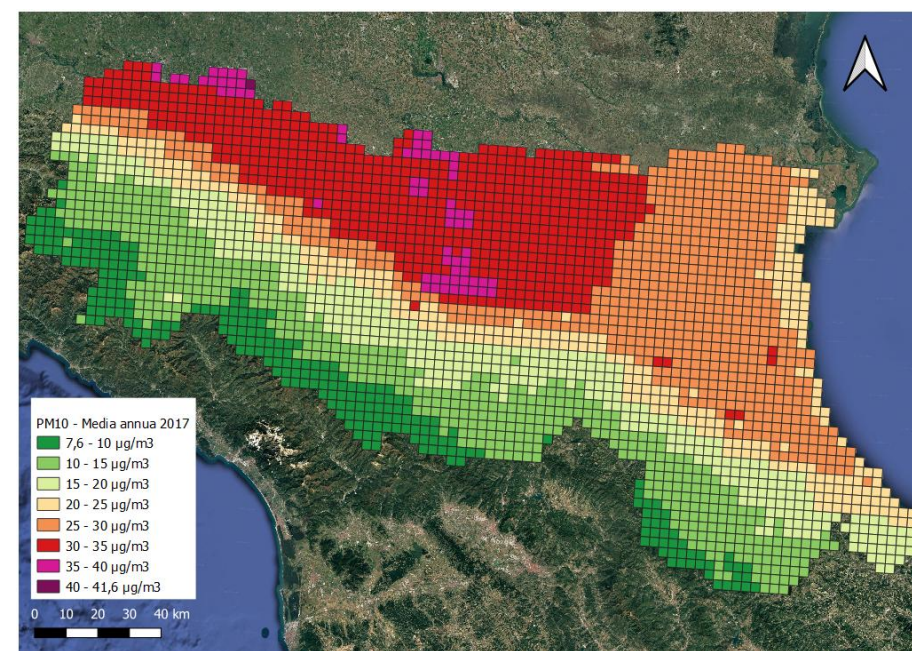 PM10 - Media annua 2017
7,6 - 10 µg/m3
10 - 15 µg/m3
15 - 20 µg/m3
20 - 25 µg/m3
25 - 30 µg/m3
30 - 35 µg/m3
35 - 40 µg/m3
40 - 41,6 µg/m3
0 10 20 30 40 km